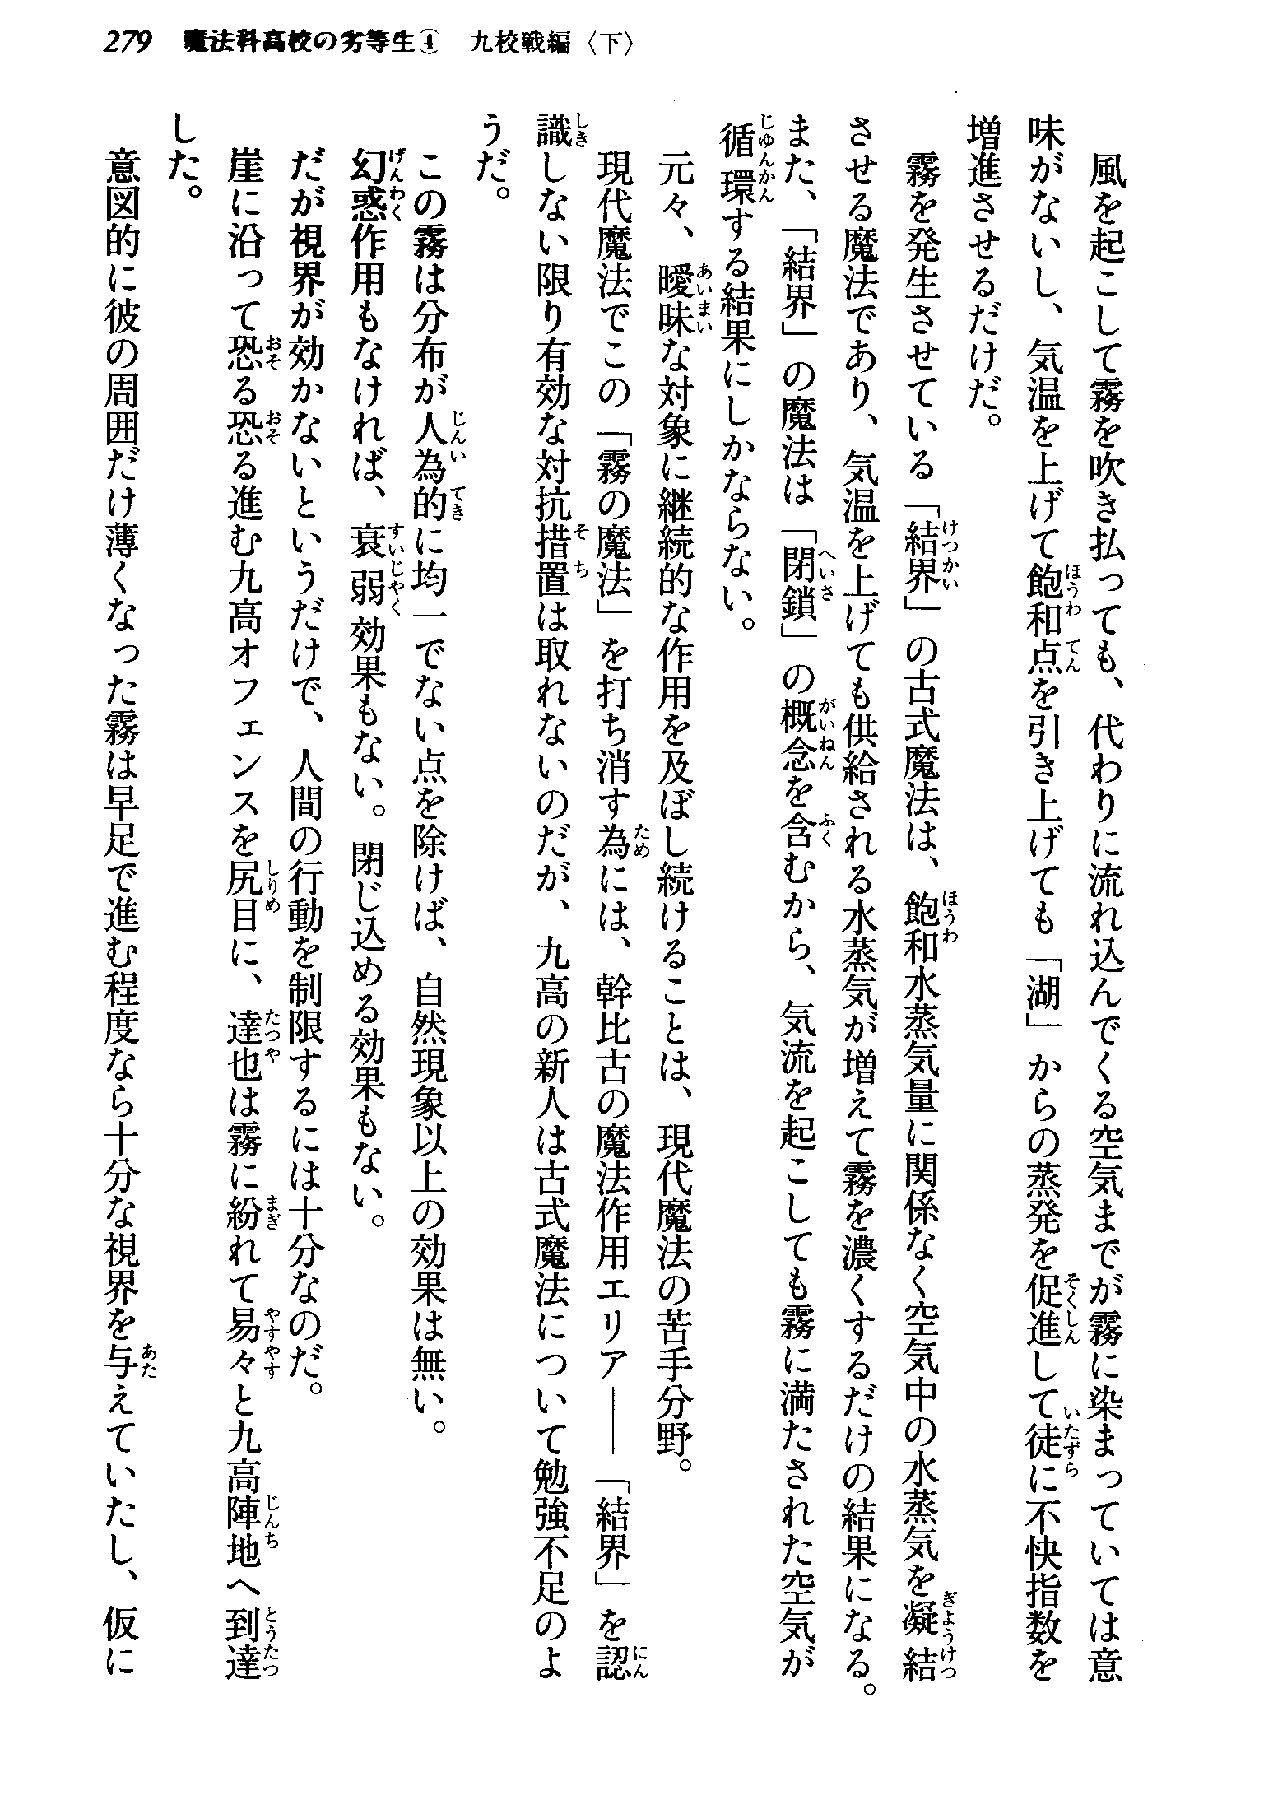 279 魔法科高校の劣等生④ 九校戦編〈下〉
風を起こして霧を吹き払っても、代わりに流れ込んでくる空気までが霧に染まっていては意
味がないし、気温を上げて飽和点を引き上げても「湖」からの蒸発を促進して徒に不快指数を
増進させるだけだ。
霧を発生させている「結界」の古式魔法は、飽和水蒸気量に関係なく空気中の水蒸気を凝結
させる魔法であり、気温を上げても供給される水蒸気が増えて霧を濃くするだけの結果になる。
また、「結界」の魔法は「閉鎖」の概念を含むから、気流を起こしても霧に満たされた空気が
循環する結果にしかならない。
元々、曖昧な対象に継続的な作用を及ぼし続けることは、現代魔法の苦手分野。
現代魔法でこの「霧の魔法」を打ち消す為には、幹比古の魔法作用エリア――「結界」を認
識しない限り有効な対抗措置は取れないのだが、九高の新人は古式魔法について勉強不足のよ
うだ。
この霧は分布が人為的に均一でない点を除けば、自然現象以上の効果は無い。
幻惑作用もなければ、衰弱効果もない。閉じ込める効果もない。
だが視界が効かないというだけで、人間の行動を制限するには十分なのだ。
崖に沿って恐る恐る進む九高オフェンスを尻目に、達也は霧に紛れて易々と九高陣地へ到達
した。
意図的に彼の周囲だけ薄くなった霧は早足で進む程度なら十分な視界を与えていたし、仮に